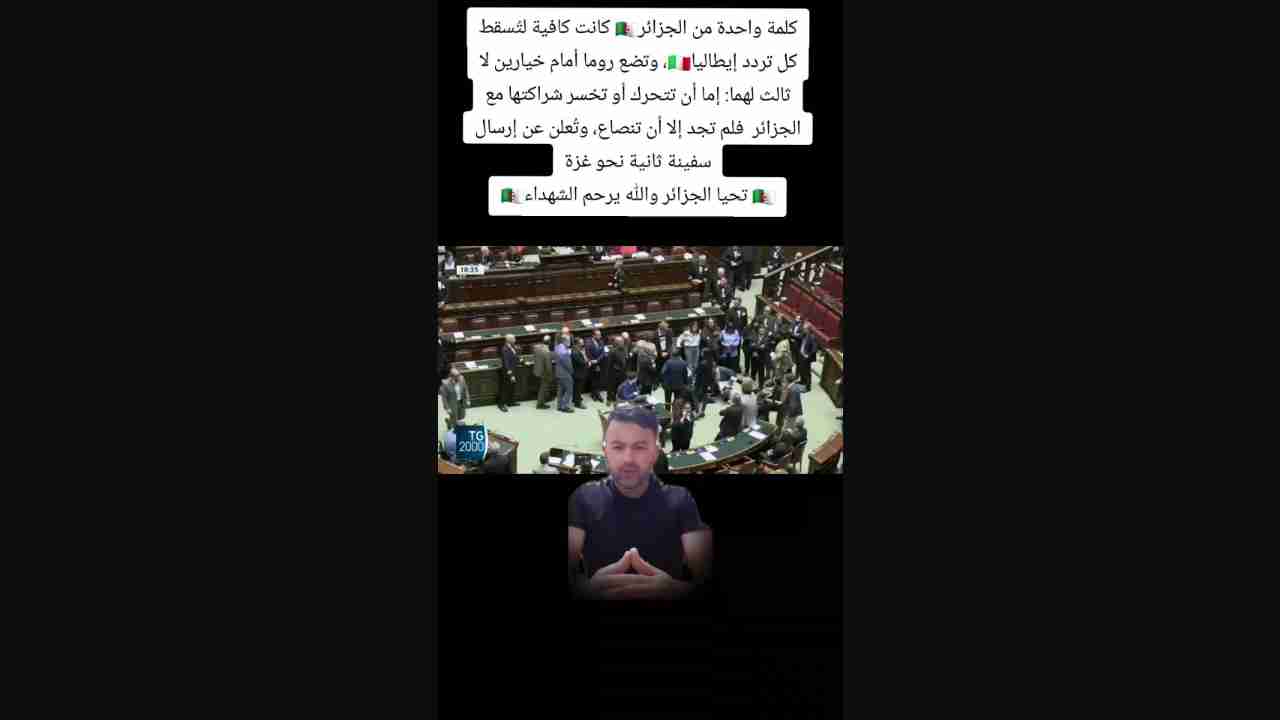 كلمة واحدة من الجزائر 🇩🇿 كانت كافية لتُسقط
كل تردد إيطاليا🇮🇹، وتضع روما أمام خيارين لا
ثالث لهما: إما أن تتحرك أو تخسر شراكتها مع
الجزائر فلم تجد إلا أن تنصاع، وتُعلن عن إرسال
سفينة ثانية نحو غزة
🇩🇿 تحيا الجزائر والله يرحم الشهداء 🇩🇿
18:35
TG
2000